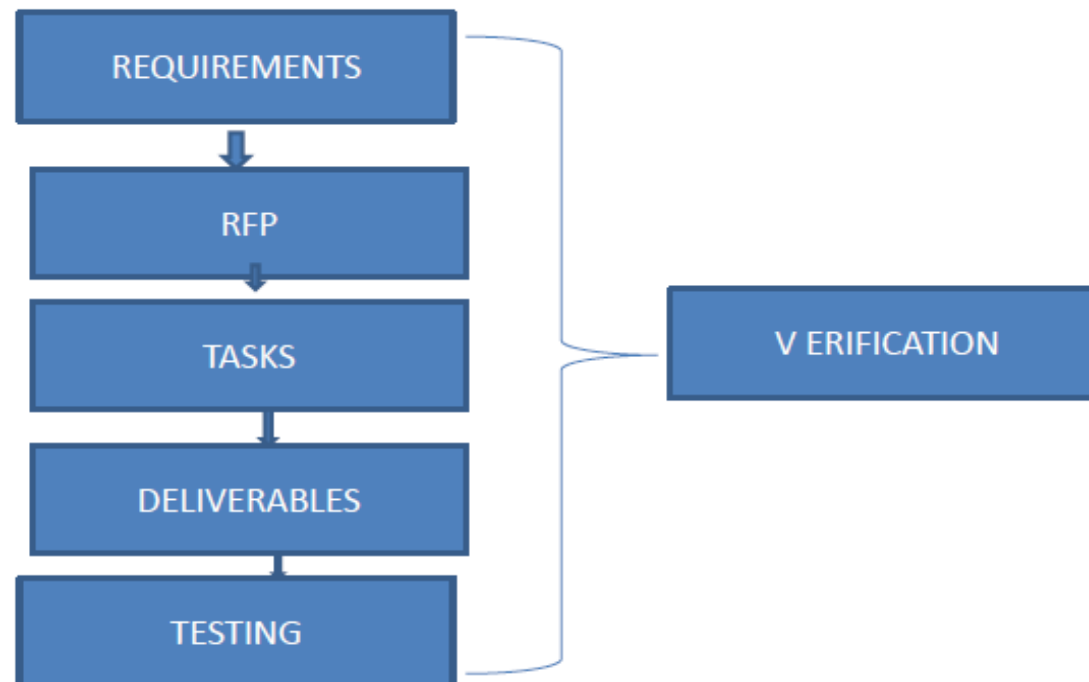 REQUIREMENTS
RFP
TASKS
V ERIFICATION
DELIVERABLES
TESTING